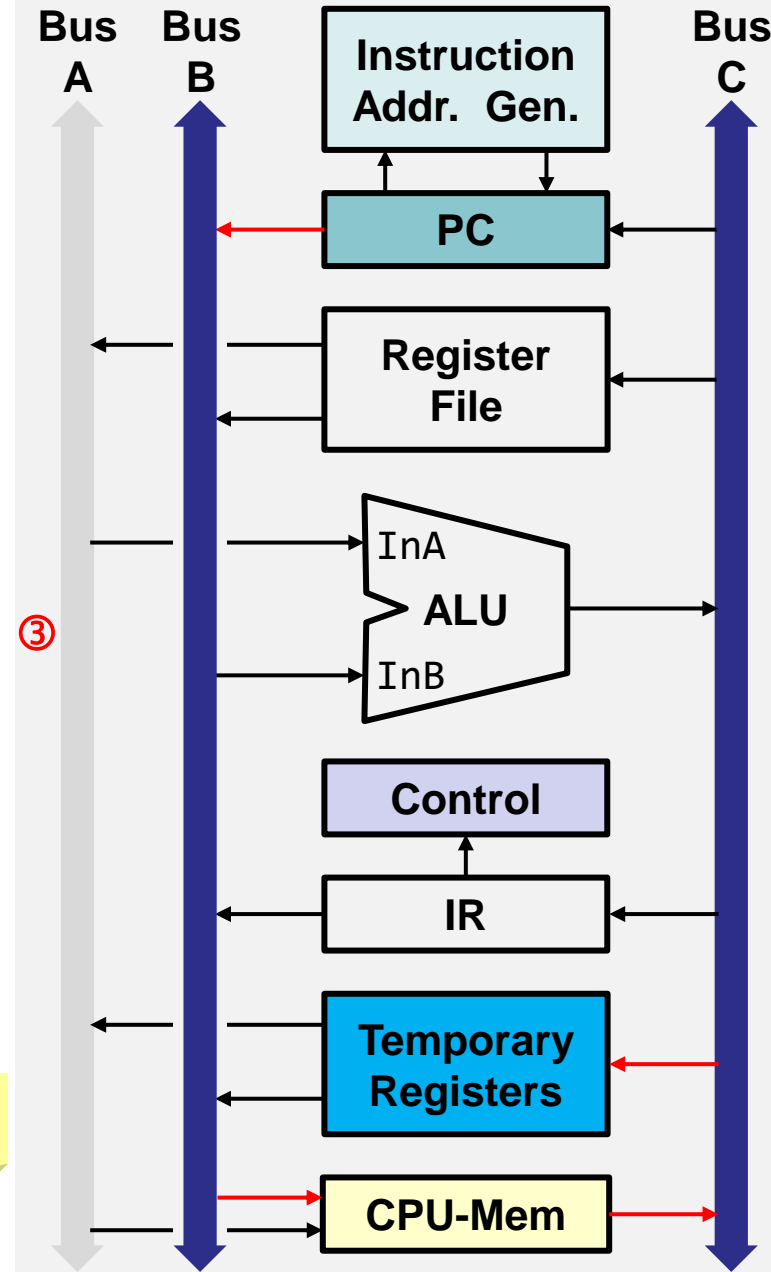 Bus
A
Bus
B
Bus
C
Instruction
Addr. Gen.
PC
Register
File
InA
ALU
InB
③
Control
IR
Temporary
Registers
CPU-Mem